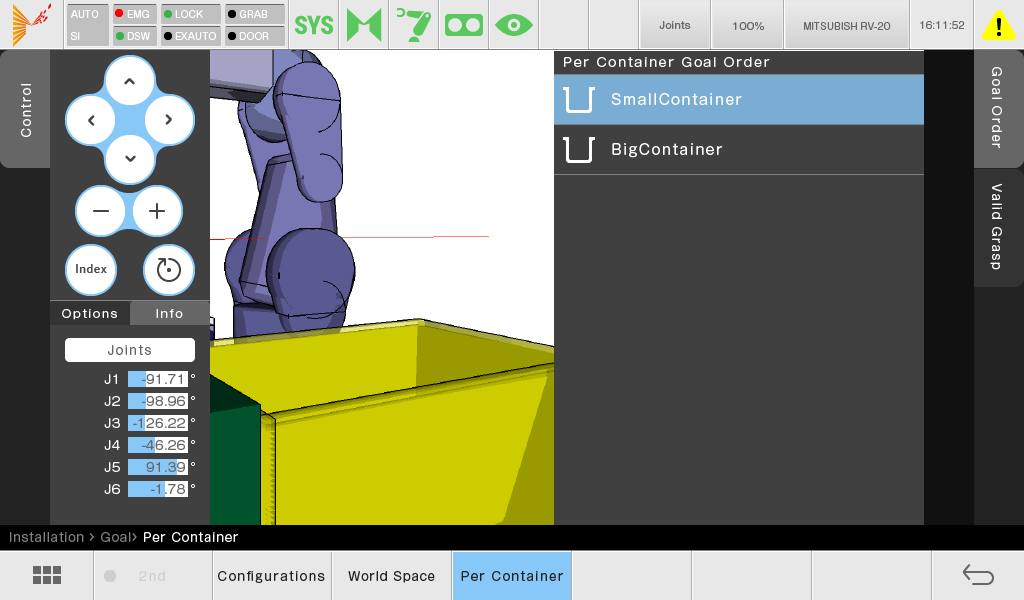 AUTO
SI
EMG
DSW
LOCK
EXAUTO
GRAB
DOOR
SYS
Joints
100%
MITSUBISH RV-20
16:11:52
Control
Index
Options
Info
Joints
J1 -91.71 °
J2 -98.96 °
J3 -126.22 °
J4 -46.26 °
J5 91.39 °
J6 -1.78 °
Per Container Goal Order
SmallContainer
BigContainer
Goal Order
Valid Grasp
Installation > Goal> Per Container
2nd
Configurations
World Space
Per Container